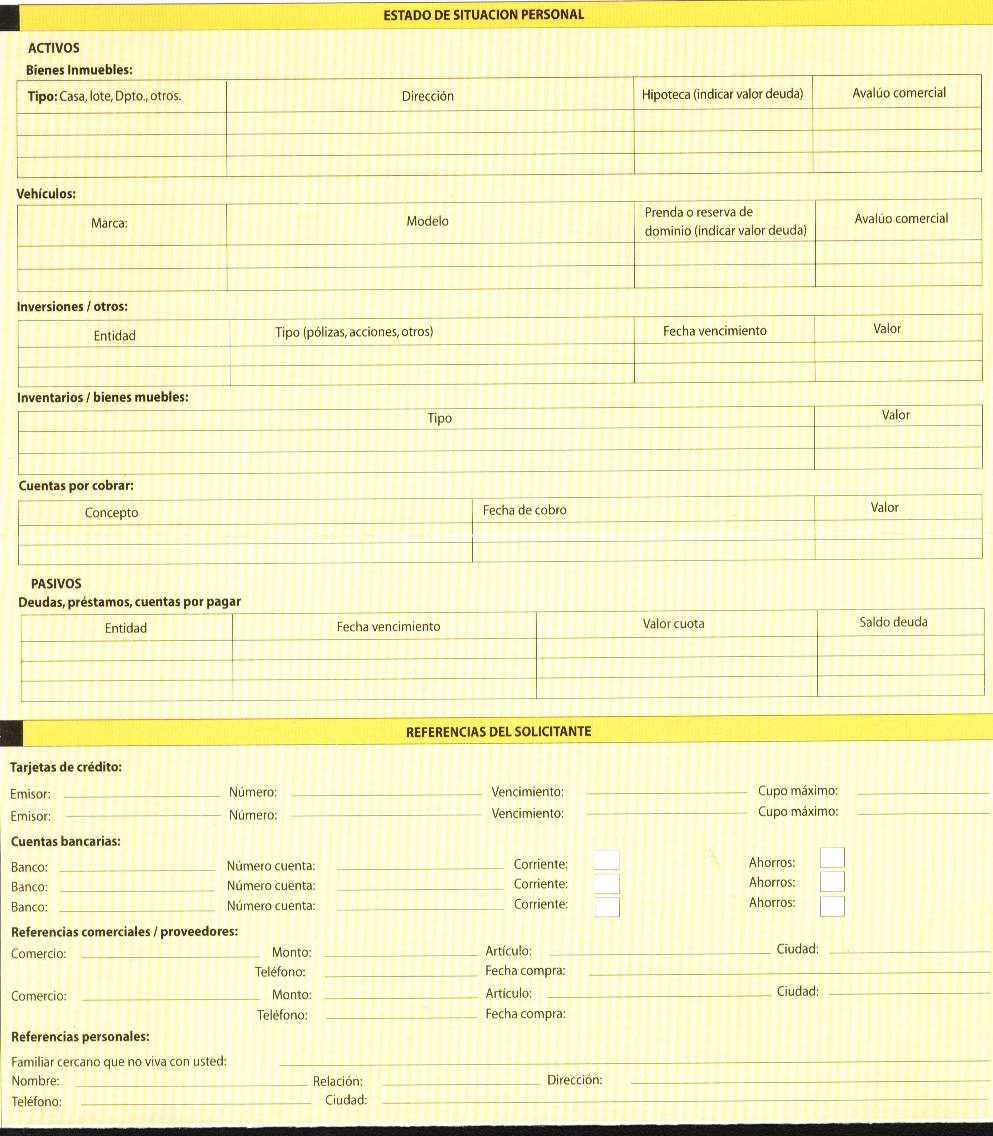 ESTADO DE SITUACION PERSONAL
ACTIVOS
Bienes Inmuebles:
Tipo: Casa, lote, Dpto., otros. Dirección Hipoteca (indicar valor deuda) Avalúo comercial
Vehículos:
Marca: Modelo Prenda o reserva de dominio (indicar valor deuda) Avalúo comercial
Inversiones / otros:
Entidad Tipo (pólizas, acciones, otros) Fecha vencimiento Valor
Inventarios / bienes muebles:
Tipo Valor
Cuentas por cobrar:
Concepto Fecha de cobro Valor
PASIVOS
Deudas, préstamos, cuentas por pagar
Entidad Fecha vencimiento Valor cuota Saldo deuda
REFERENCIAS DEL SOLICITANTE
Tarjetas de crédito:
Emisor: Número: Vencimiento: Cupo máximo:
Emisor: Número: Vencimiento: Cupo máximo:
Cuentas bancarias:
Banco: Número cuenta: Corriente: Ahorros:
Banco: Número cuenta: Corriente: Ahorros:
Banco: Número cuenta: Corriente: Ahorros:
Referencias comerciales / proveedores:
Comercio: Monto: Artículo: Ciudad:
Teléfono: Fecha compra:
Comercio: Monto: Artículo: Ciudad:
Teléfono: Fecha compra:
Referencias personales:
Familiar cercano que no viva con usted:
Nombre: Relación: Dirección:
Teléfono: Ciudad: